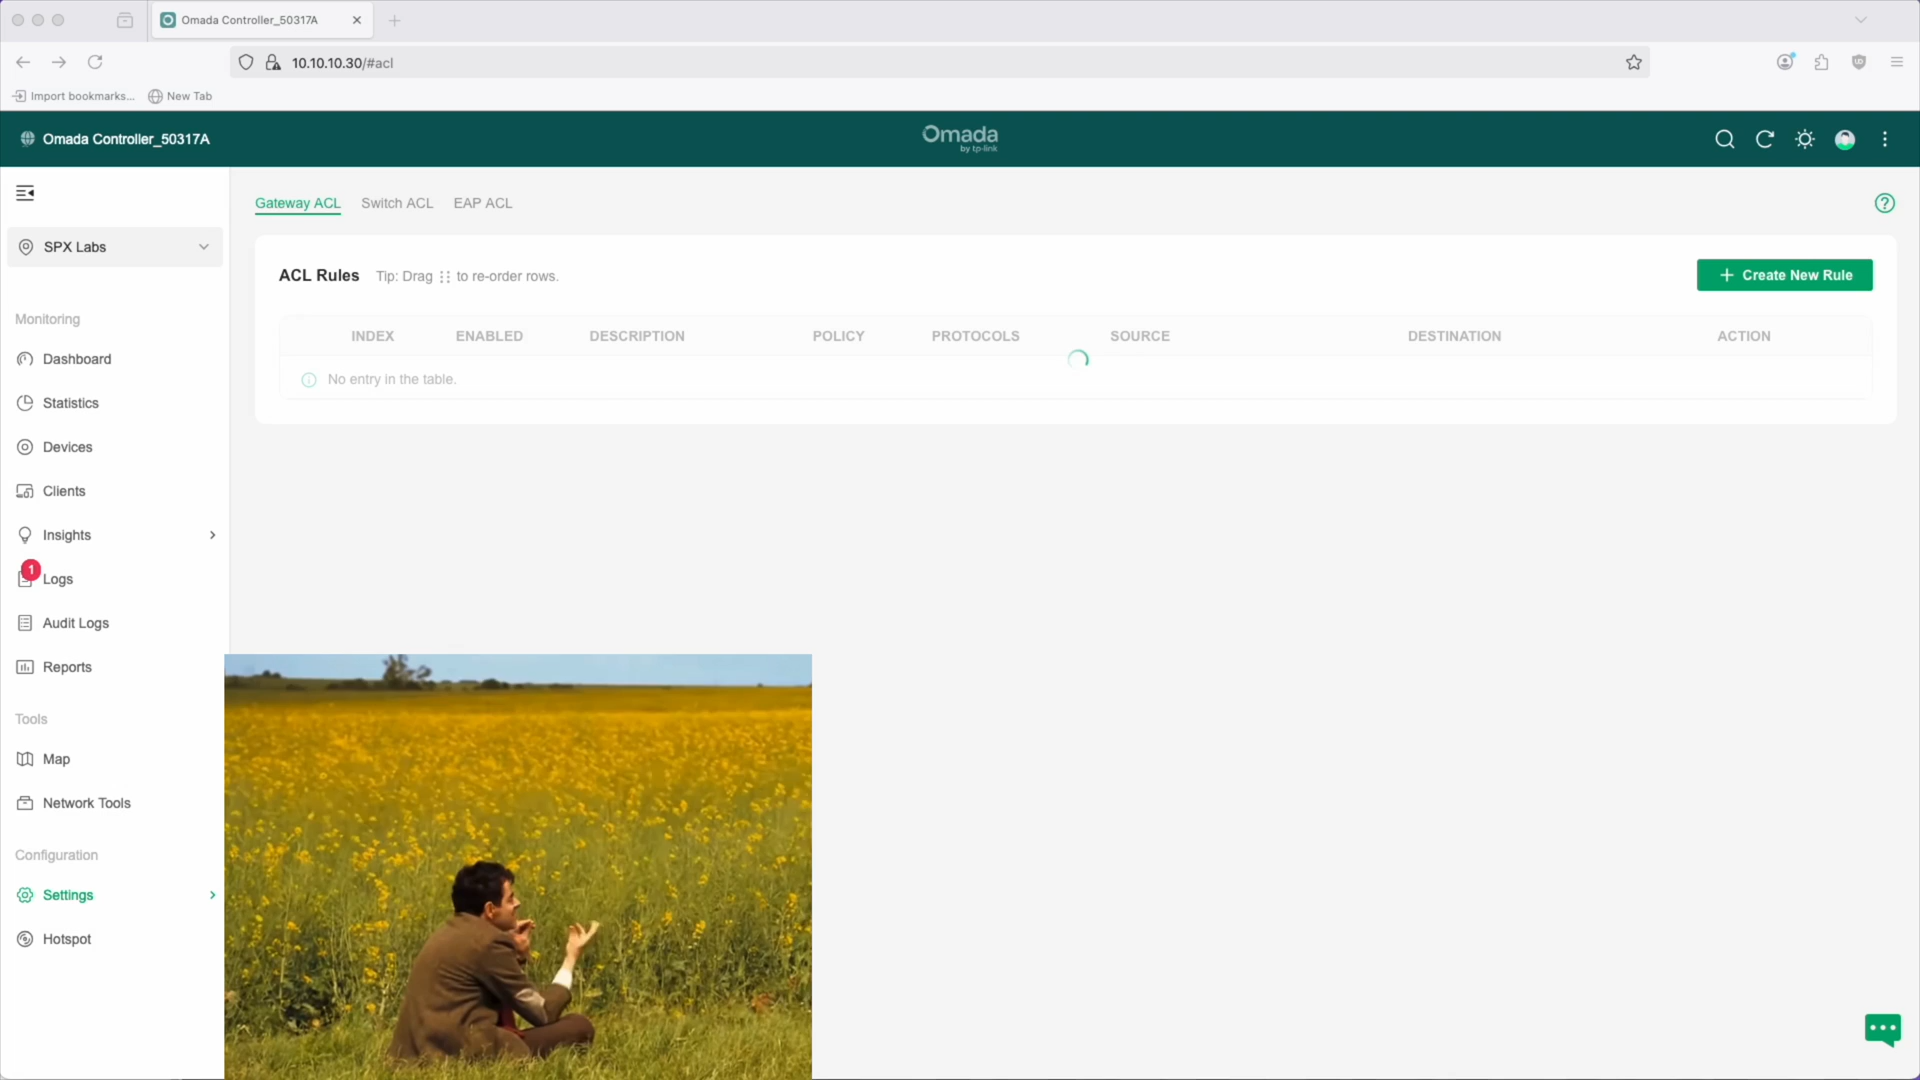 Omada Controller_50317A
10.10.10.30/#acl
Import bookmarks...
New Tab
Omada Controller_50317A
Omada
by tp-link
SPX Labs
Monitoring
Dashboard
Statistics
Devices
Clients
Insights
1
Logs
Audit Logs
Reports
Tools
Map
Network Tools
Configuration
Settings
Hotspot
Gateway ACL Switch ACL EAP ACL
ACL Rules Tip: Drag to re-order rows.
Create New Rule
INDEX ENABLED DESCRIPTION POLICY PROTOCOLS SOURCE DESTINATION ACTION
No entry in the table.